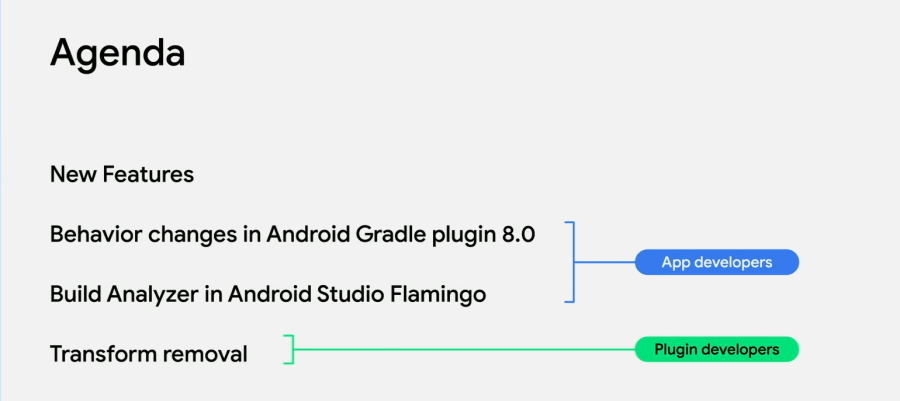 Agenda
New Features
Behavior changes in Android Gradle plugin 8.0
App developers
Build Analyzer in Android Studio Flamingo
Transform removal
Plugin developers